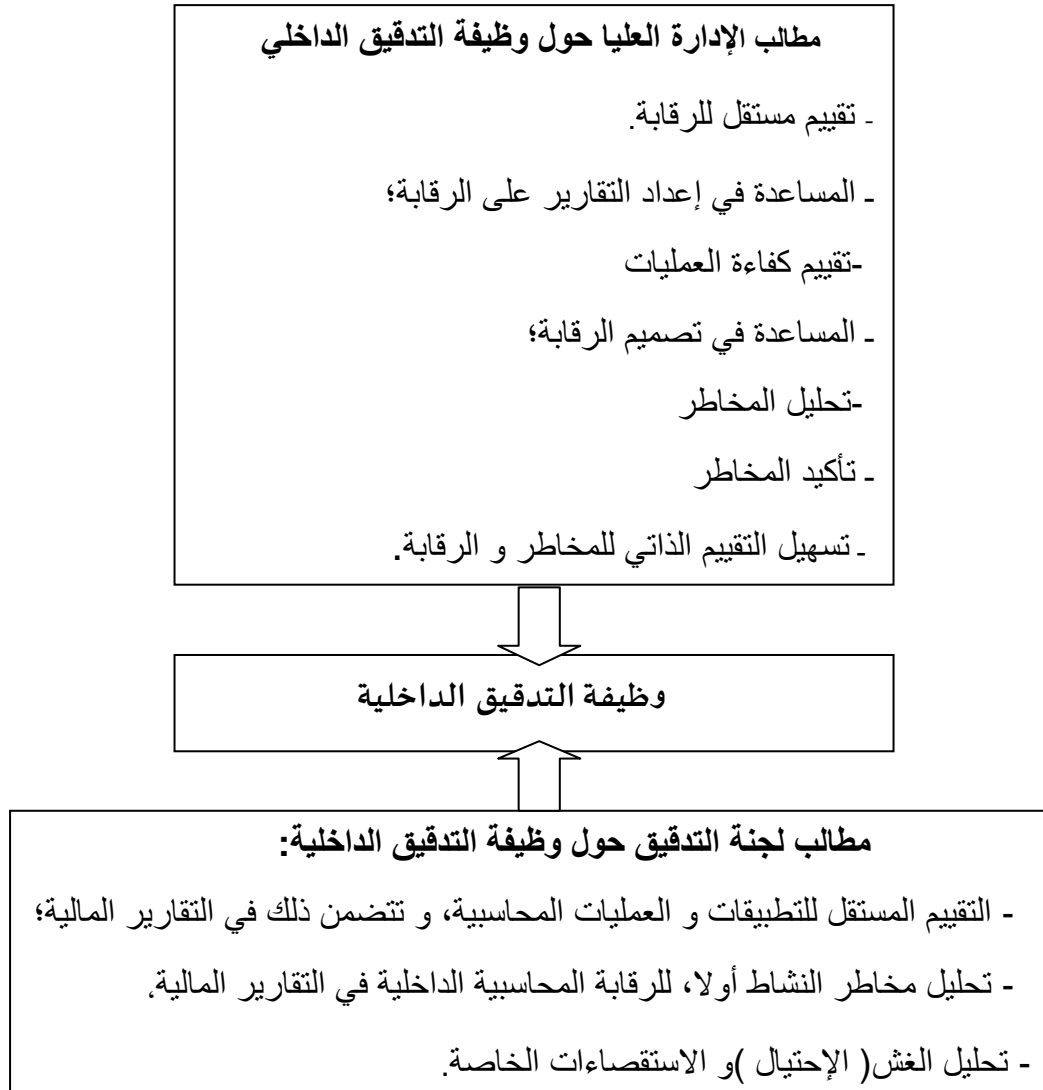 مطالب الإدارة العليا حول وظيفة التدقيق الداخلي
- تقييم مستقل للرقابة.
- المساعدة في إعداد التقارير على الرقابة؛
-تقييم كفاءة العمليات
- المساعدة في تصميم الرقابة؛
-تحليل المخاطر
- تأكيد المخاطر
- تسهيل التقييم الذاتي للمخاطر و الرقابة.
وظيفة التدقيق الداخلية
مطالب لجنة التدقيق حول وظيفة التدقيق الداخلية:
- التقييم المستقل للتطبيقات و العمليات المحاسبية، و تتضمن ذلك في التقارير المالية؛
- تحليل مخاطر النشاط أولا، للرقابة المحاسبية الداخلية في التقارير المالية،
- تحليل الغش( الإحتيال )و الاستقصاءات الخاصة.